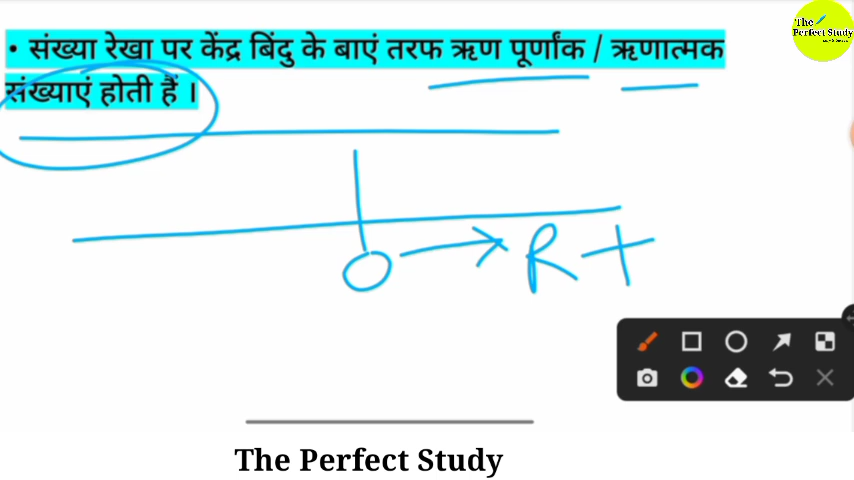 • संख्या रेखा पर केंद्र बिंदु के बाएं तरफ ऋण पूर्णांक / ऋणात्मक
संख्याएं होती हैं ।
The
Perfect Study
0 → R +
The Perfect Study